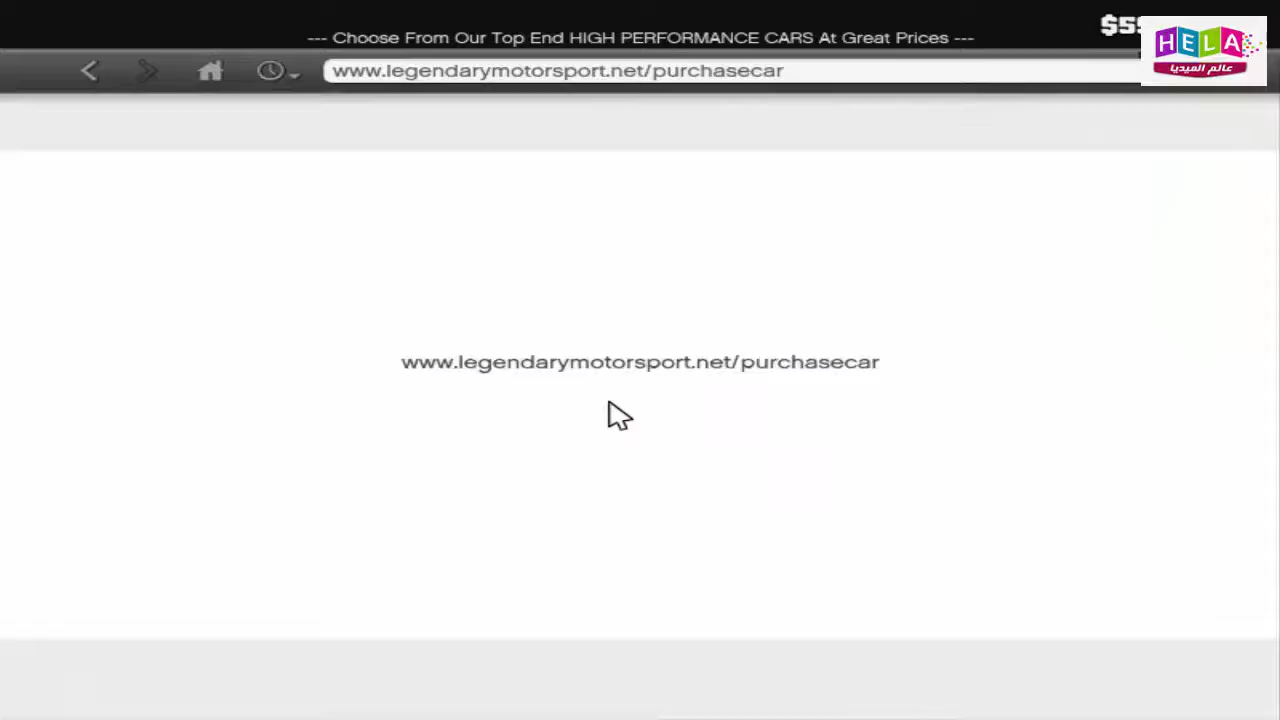 --- Choose From Our Top End HIGH PERFORMANCE CARS At Great Prices ---
HELA
عالم الميديا
www.legendarymotorsport.net/purchasecar
www.legendarymotorsport.net/purchasecar